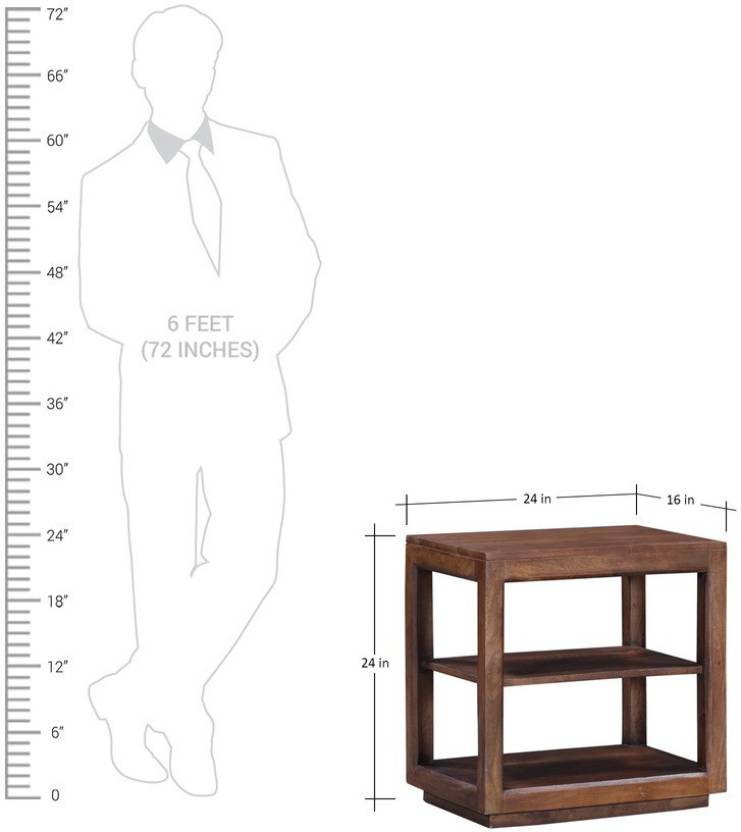 72”
66”
60”
54”
48”
42”
36”
30”
24”
18”
12”
6”
0
6 FEET
(72 INCHES)
24 in
16 in
24 in